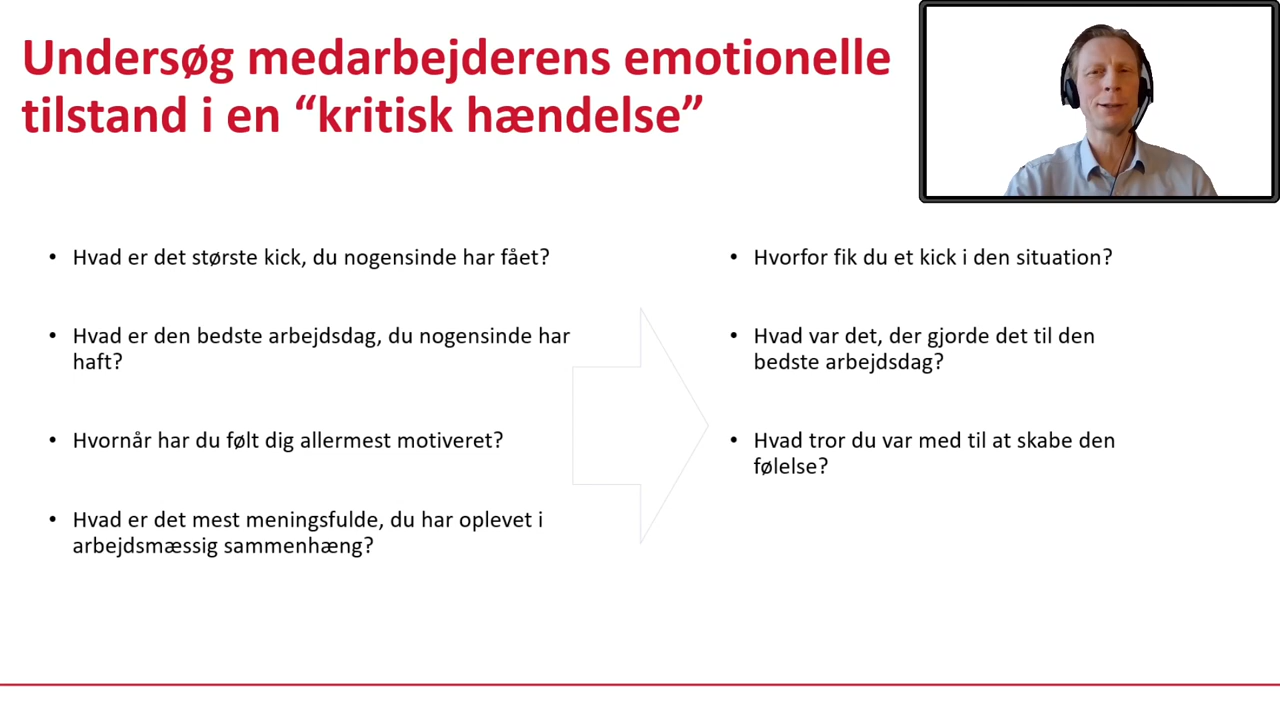 Undersøg medarbejderens emotionelle
tilstand i en “kritisk hændelse”
• Hvad er det største kick, du nogensinde har fået?
• Hvad er den bedste arbejdsdag, du nogensinde har
haft?
• Hvornår har du følt dig allermest motiveret?
• Hvad er det mest meningsfulde, du har oplevet i
arbejdsmæssig sammenhæng?
• Hvorfor fik du et kick i den situation?
• Hvad var det, der gjorde det til den
bedste arbejdsdag?
• Hvad tror du var med til at skabe den
følelse?